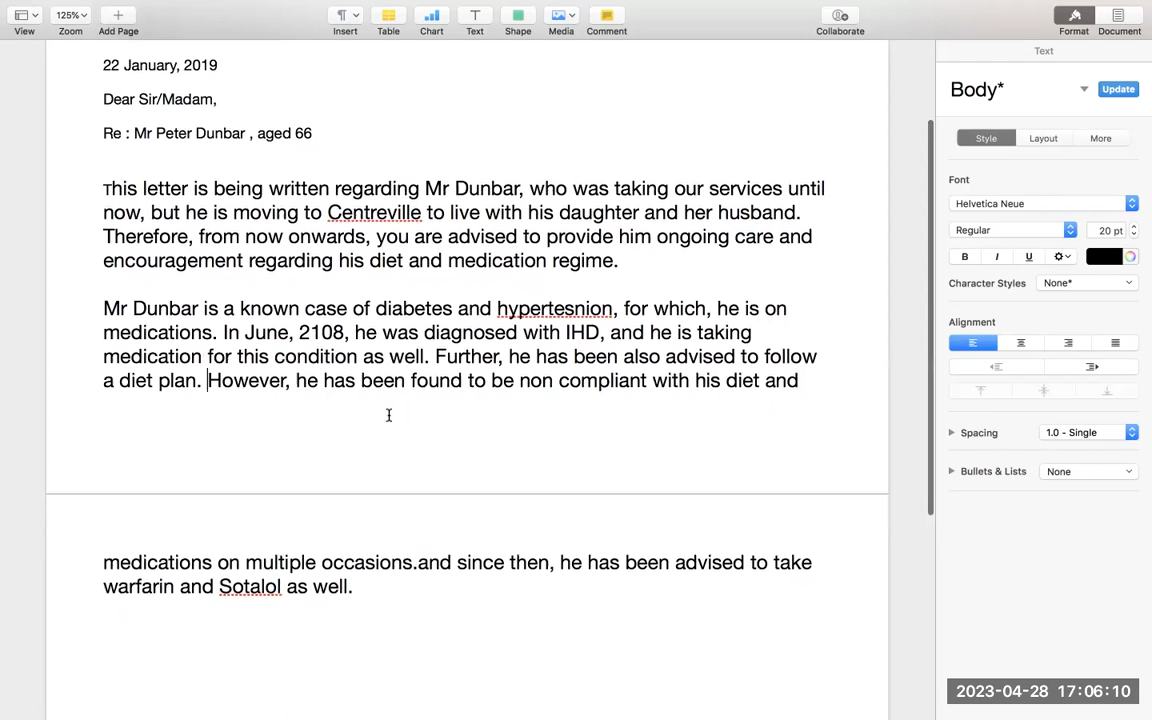 View
125%
Zoom
Add Page
Insert
Table
Chart
Text
Shape
Media
Comment
Collaborate
Format
Document
22 January, 2019
Dear Sir/Madam,
Re : Mr Peter Dunbar , aged 66
This letter is being written regarding Mr Dunbar, who was taking our services until
now, but he is moving to Centreville to live with his daughter and her husband.
Therefore, from now onwards, you are advised to provide him ongoing care and
encouragement regarding his diet and medication regime.
Mr Dunbar is a known case of diabetes and hypertesnion, for which, he is on
medications. In June, 2108, he was diagnosed with IHD, and he is taking
medication for this condition as well. Further, he has been also advised to follow
a diet plan. However, he has been found to be non compliant with his diet and
medications on multiple occasions.and since then, he has been advised to take
warfarin and Sotalol as well.
Text
Body*
Update
Style
Layout
More
Font
Helvetica Neue
Regular
20 pt
B I U
Character Styles
None*
Alignment
Spacing
1.0 - Single
Bullets & Lists
None
2023-04-28 17:06:10